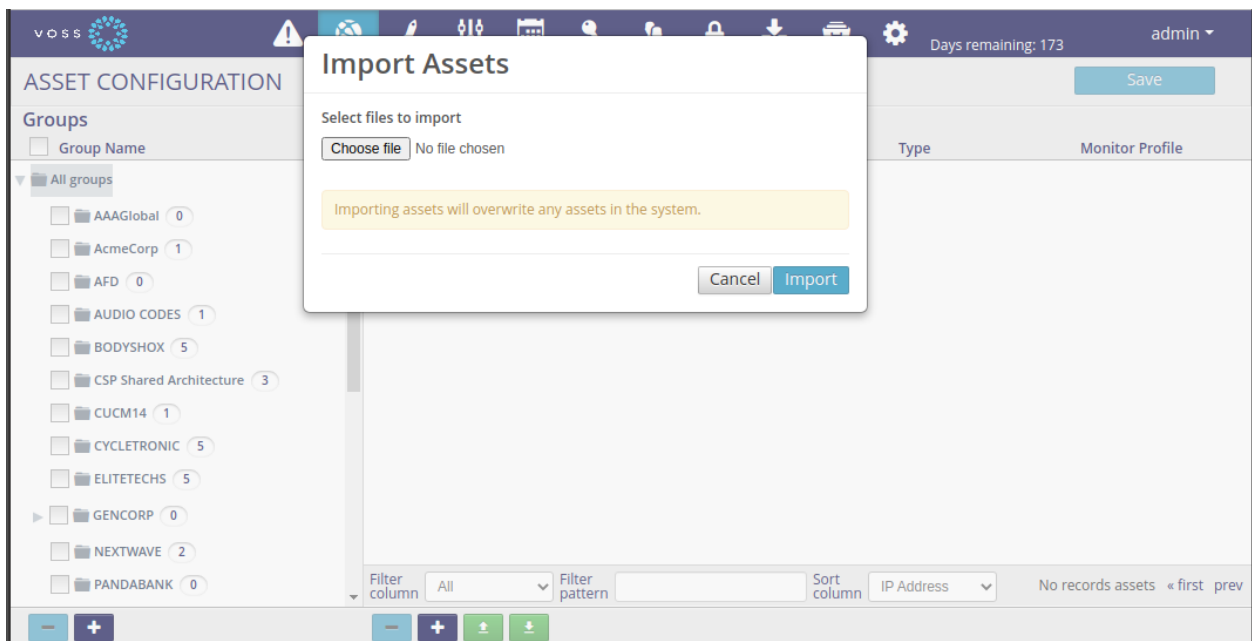 VOSS
Days remaining: 173
admin
ASSET CONFIGURATION
Save
Import Assets
Select files to import
Choose file No file chosen
Importing assets will overwrite any assets in the system.
Cancel Import
Groups
Group Name
Type
Monitor Profile
All groups
AAAGlobal 0
AcmeCorp 1
AFD 0
AUDIO CODES 1
BODYSHOX 5
CSP Shared Architecture 3
CUCM14 1
CYCLETRONIC 5
ELITETECHS 5
GENCORP 0
NEXTWAVE 2
PANDABANK 0
Filter column
All
Filter pattern
Sort column
IP Address
No records assets « first prev